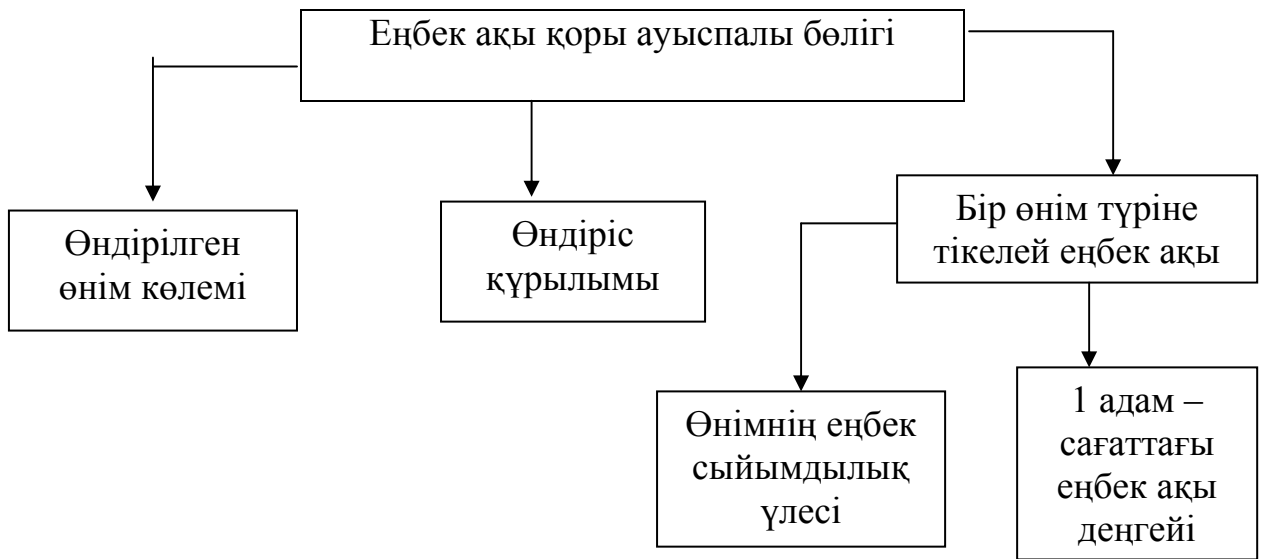 Еңбек ақы қоры ауыспалы бөлігі
Өндірілген
өнім көлемі
Өндіріс
құрылымы
Бір өнім түріне
тікелей еңбек ақы
Өнімнің еңбек
сыйымдылық
үлесі
1 адам –
сағаттағы
еңбек ақы
деңгейі